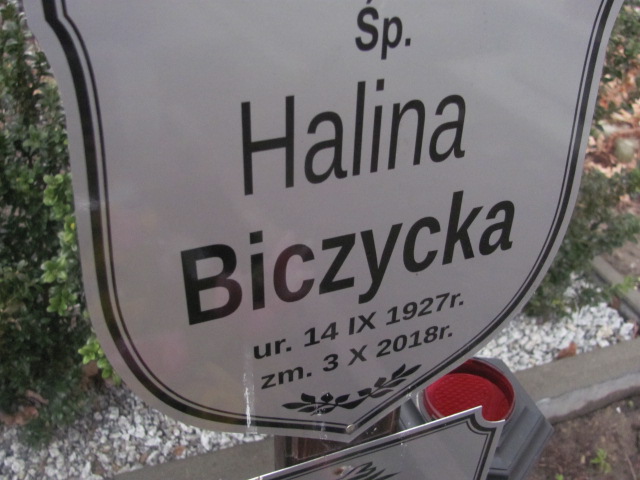 Śp.
Halina
Biczycka
ur. 14 IX 1927r.
zm. 3 X 2018r.